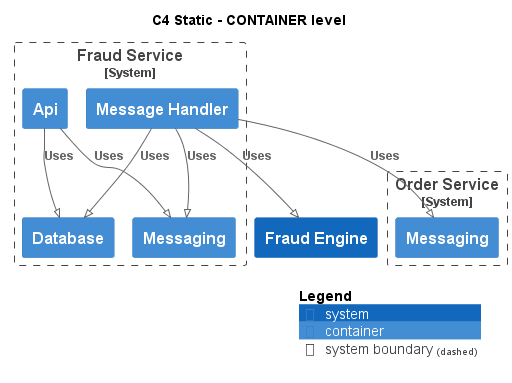 C4 Static - CONTAINER level
Fraud Service
[System]
Api
Message Handler
Uses
Uses
Uses
Uses
Uses
Uses
Order Service
[System]
Database
Messaging
Fraud Engine
Messaging
Legend
system
container
system boundary (dashed)